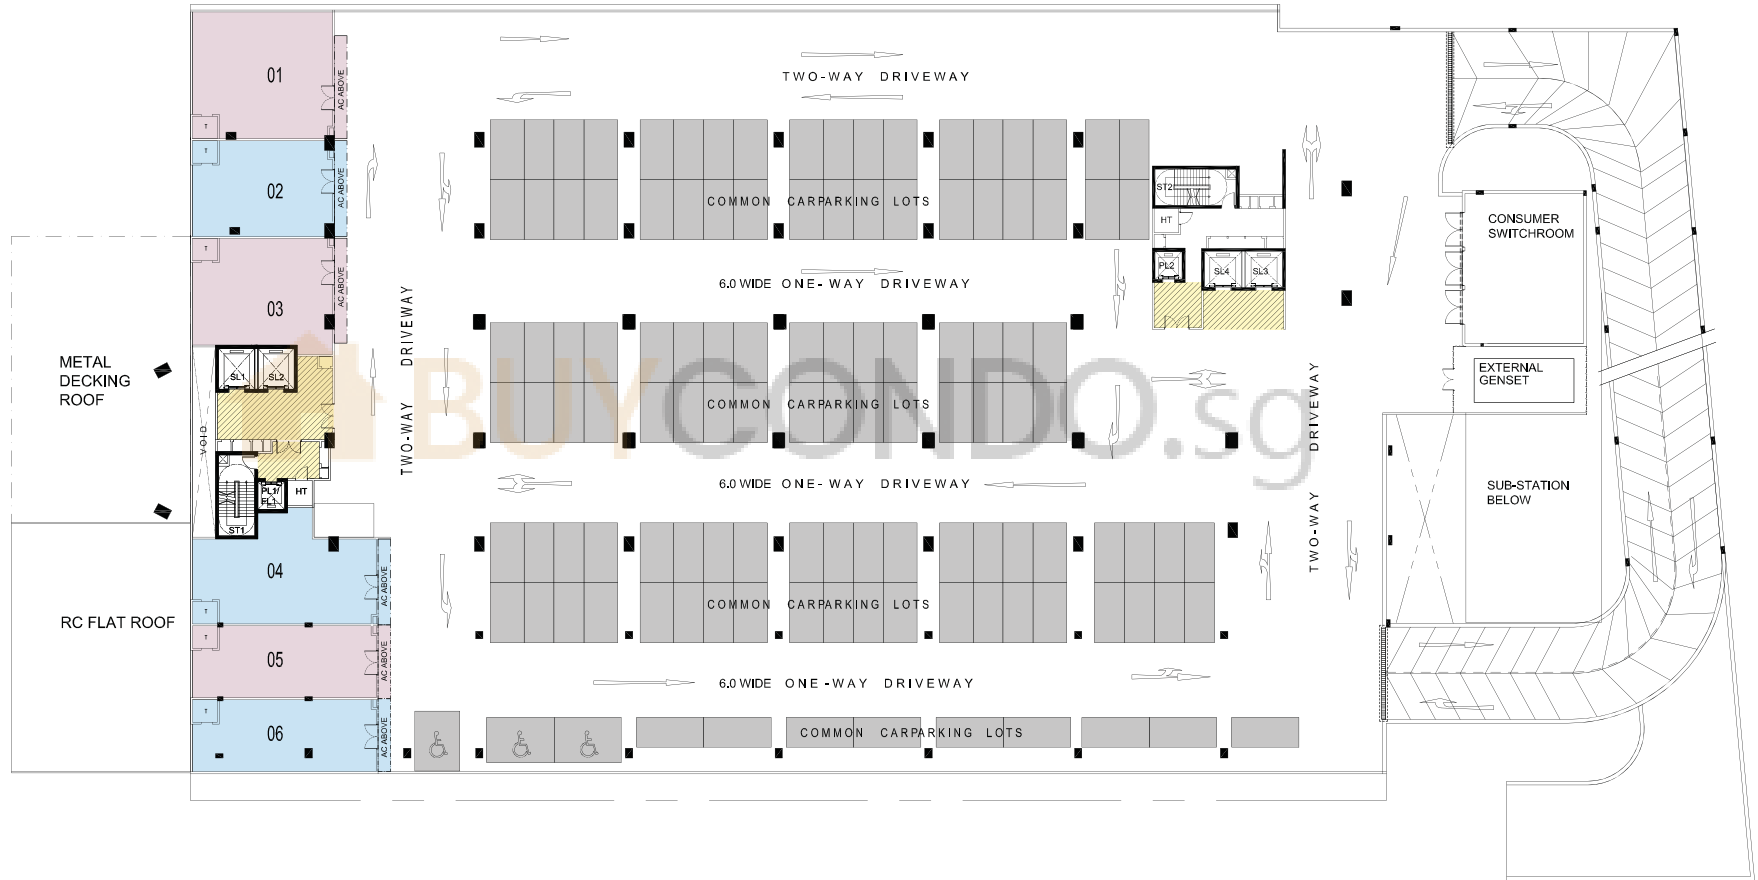 01
AC ABOVE
T
T
02
AC ABOVE
T
03
AC ABOVE
TWO-WAY DRIVEWAY
COMMON CARPARKING LOTS
ST2
HT
PL2
SL4
SL3
6.0 WIDE ONE-WAY DRIVEWAY
TWO-WAY DRIVEWAY
CONSUMER
SWITCHROOM
METAL
DECKING
ROOF
SL1
SL2
VOID
BUYCONDO.sg
COMMON CARPARKING LOTS
EXTERNAL
GENSET
TWO-WAY DRIVEWAY
PL1/
FL1
HT
ST1
6.0 WIDE ONE-WAY DRIVEWAY
SUB-STATION
BELOW
04
AC ABOVE
T
RC FLAT ROOF
COMMON CARPARKING LOTS
T
05
AC ABOVE
6.0 WIDE ONE-WAY DRIVEWAY
T
06
AC ABOVE
COMMON CARPARKING LOTS